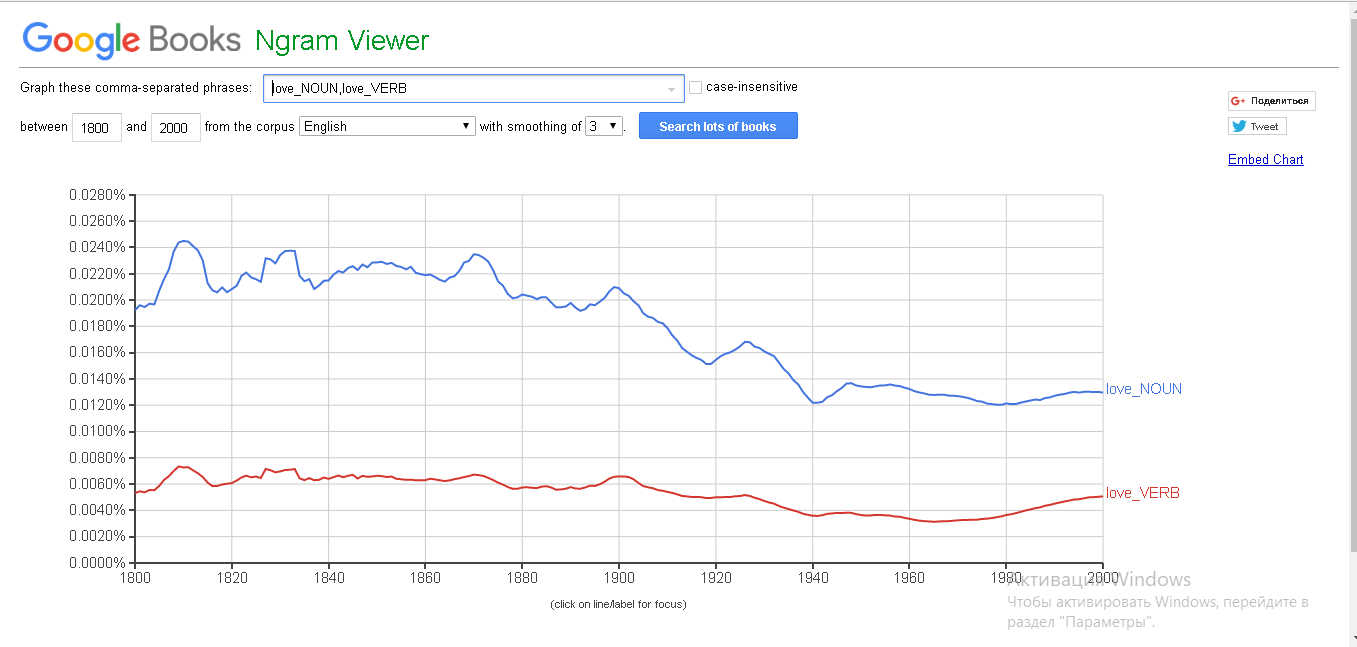 Google Books Ngram Viewer
Graph these comma-separated phrases: love_NOUN,love_VERB case-insensitive
between 1800 and 2000 from the corpus English with smoothing of 3 . Search lots of books
G+ Поделиться
Tweet
Embed Chart
0.0280%
0.0260%
0.0240%
0.0220%
0.0200%
0.0180%
0.0160%
0.0140%
0.0120%
0.0100%
0.0080%
0.0060%
0.0040%
0.0020%
0.0000%
love_NOUN
love_VERB
1800 1820 1840 1860 1880 1900 1920 1940 1960 1980 2000
(click on line/label for focus)
Активация Windows
Чтобы активировать Windows, перейдите в
раздел "Параметры".